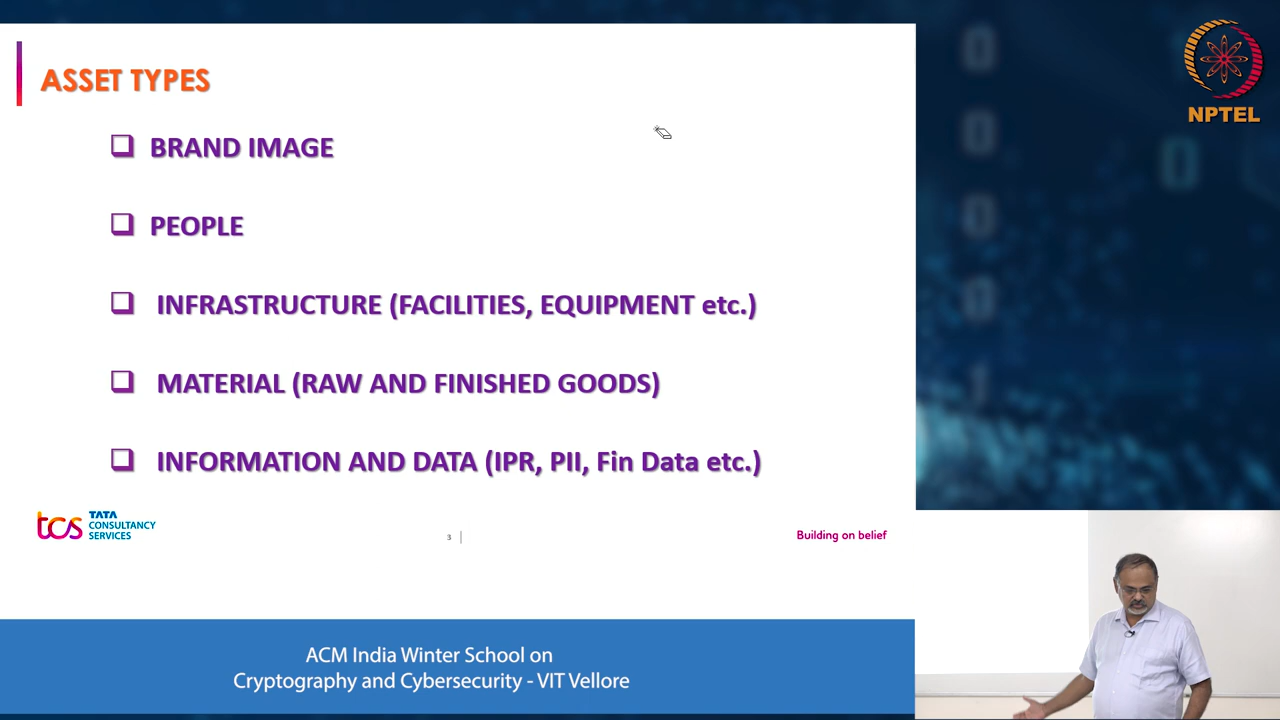 NPTEL
ASSET TYPES
BRAND IMAGE
PEOPLE
INFRASTRUCTURE (FACILITIES, EQUIPMENT etc.)
MATERIAL (RAW AND FINISHED GOODS)
INFORMATION AND DATA (IPR, PII, Fin Data etc.)
tcs TATA
CONSULTANCY
SERVICES
3
Building on belief
ACM India Winter School on
Cryptography and Cybersecurity - VIT Vellore